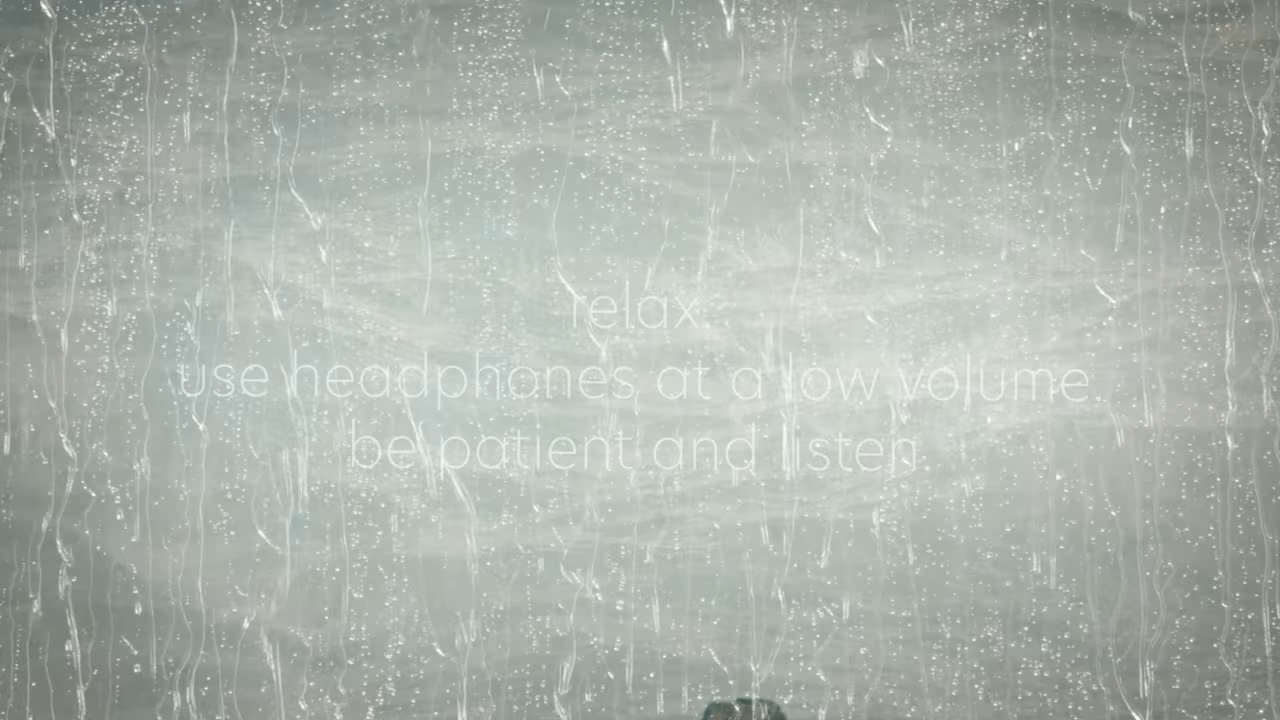 relax.
use headphones at a low volume.
be patient and listen